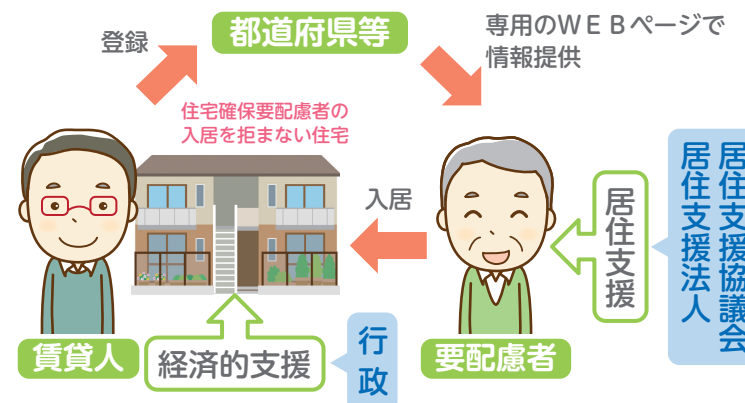 登録
都道府県等
専用のWEBページで
情報提供
住宅確保要配慮者の
入居を拒まない住宅
入居
居住支援
居住支援協議会
居住支援法人
賃貸人
経済的支援
行政
要配慮者